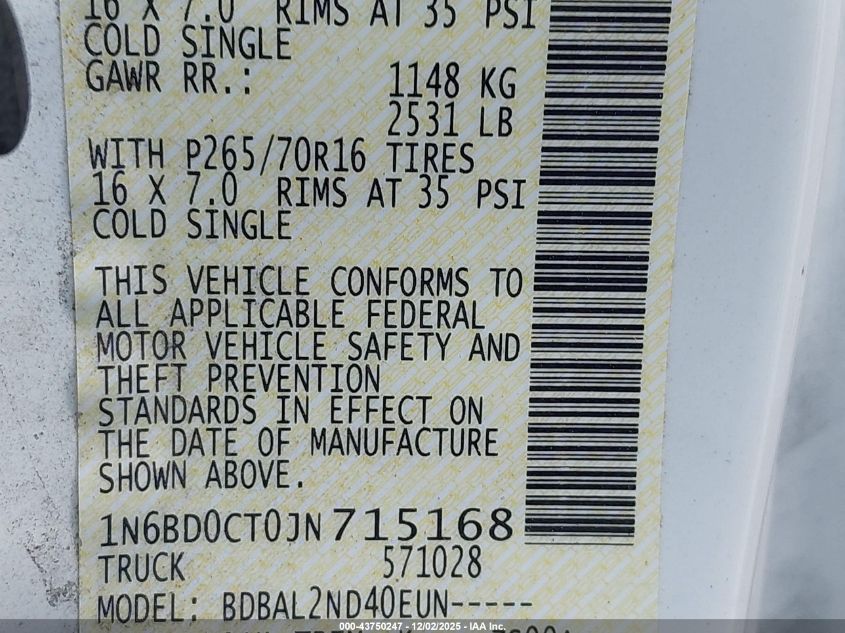 16 X 7.0 RIMS AT 35 PSI
COLD SINGLE
GAWR RR.: 1148 KG
2531 LB
WITH P265/70R16 TIRES
16 X 7.0 RIMS AT 35 PSI
COLD SINGLE
THIS VEHICLE CONFORMS TO
ALL APPLICABLE FEDERAL
MOTOR VEHICLE SAFETY AND
THEFT PREVENTION
STANDARDS IN EFFECT ON
THE DATE OF MANUFACTURE
SHOWN ABOVE.
1N6BD0CT0JN715168
TRUCK 571028
MODEL: BDBAL2ND40EUN-----
000-43750247 - 12/02/2025 - IAA Inc.